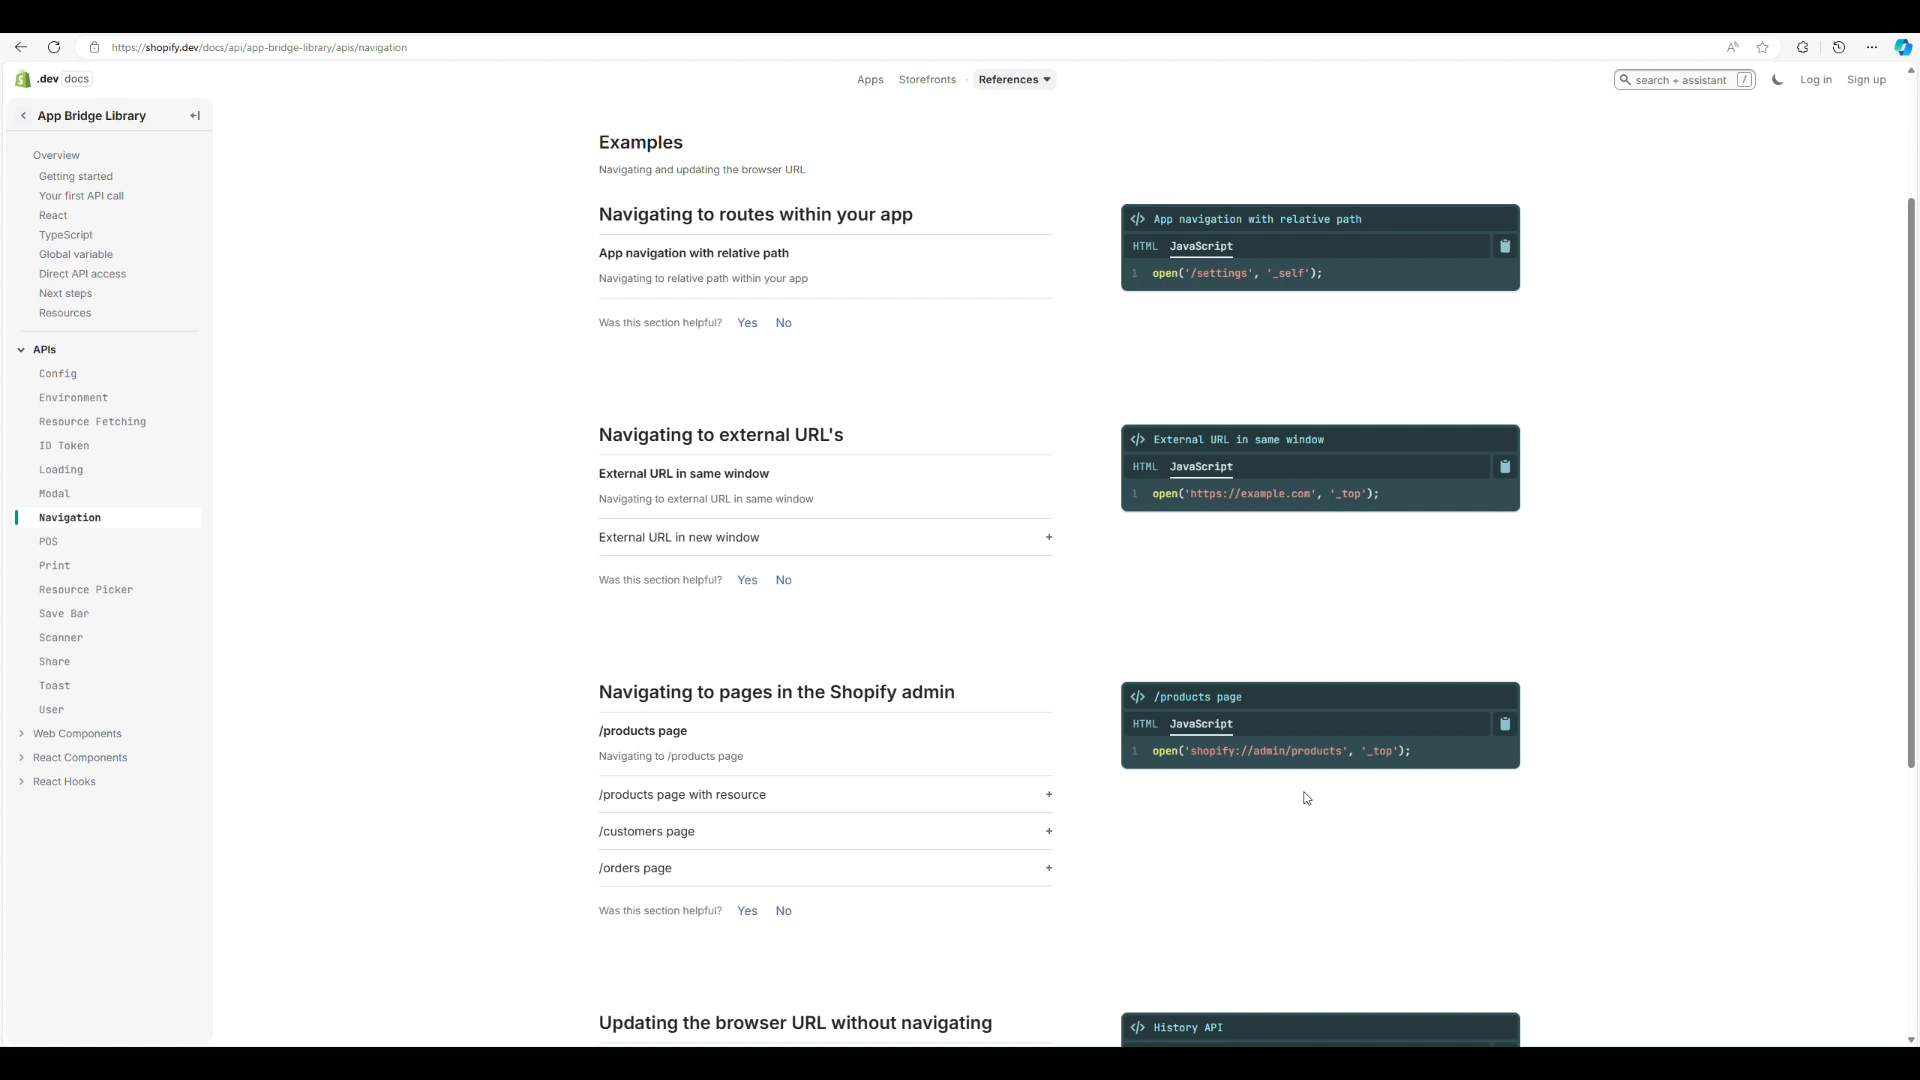 https://shopify.dev/docs/api/app-bridge-library/apis/navigation
.dev docs
Apps
Storefronts
References
search + assistant /
Log in
Sign up
App Bridge Library
Overview
Getting started
Your first API call
React
TypeScript
Global variable
Direct API access
Next steps
Resources
APIs
Config
Environment
Resource Fetching
ID Token
Loading
Modal
Navigation
POS
Print
Resource Picker
Save Bar
Scanner
Share
Toast
User
Web Components
React Components
React Hooks
Examples
Navigating and updating the browser URL
Navigating to routes within your app
App navigation with relative path
Navigating to relative path within your app
Was this section helpful? Yes No
</> App navigation with relative path
HTML JavaScript
1 open('/settings', '_self');
Navigating to external URL's
External URL in same window
Navigating to external URL in same window
External URL in new window +
Was this section helpful? Yes No
</> External URL in same window
HTML JavaScript
1 open('https://example.com', '_top');
Navigating to pages in the Shopify admin
/products page
Navigating to /products page
/products page with resource +
/customers page +
/orders page +
Was this section helpful? Yes No
</> /products page
HTML JavaScript
1 open('shopify://admin/products', '_top');
Updating the browser URL without navigating
</> History API